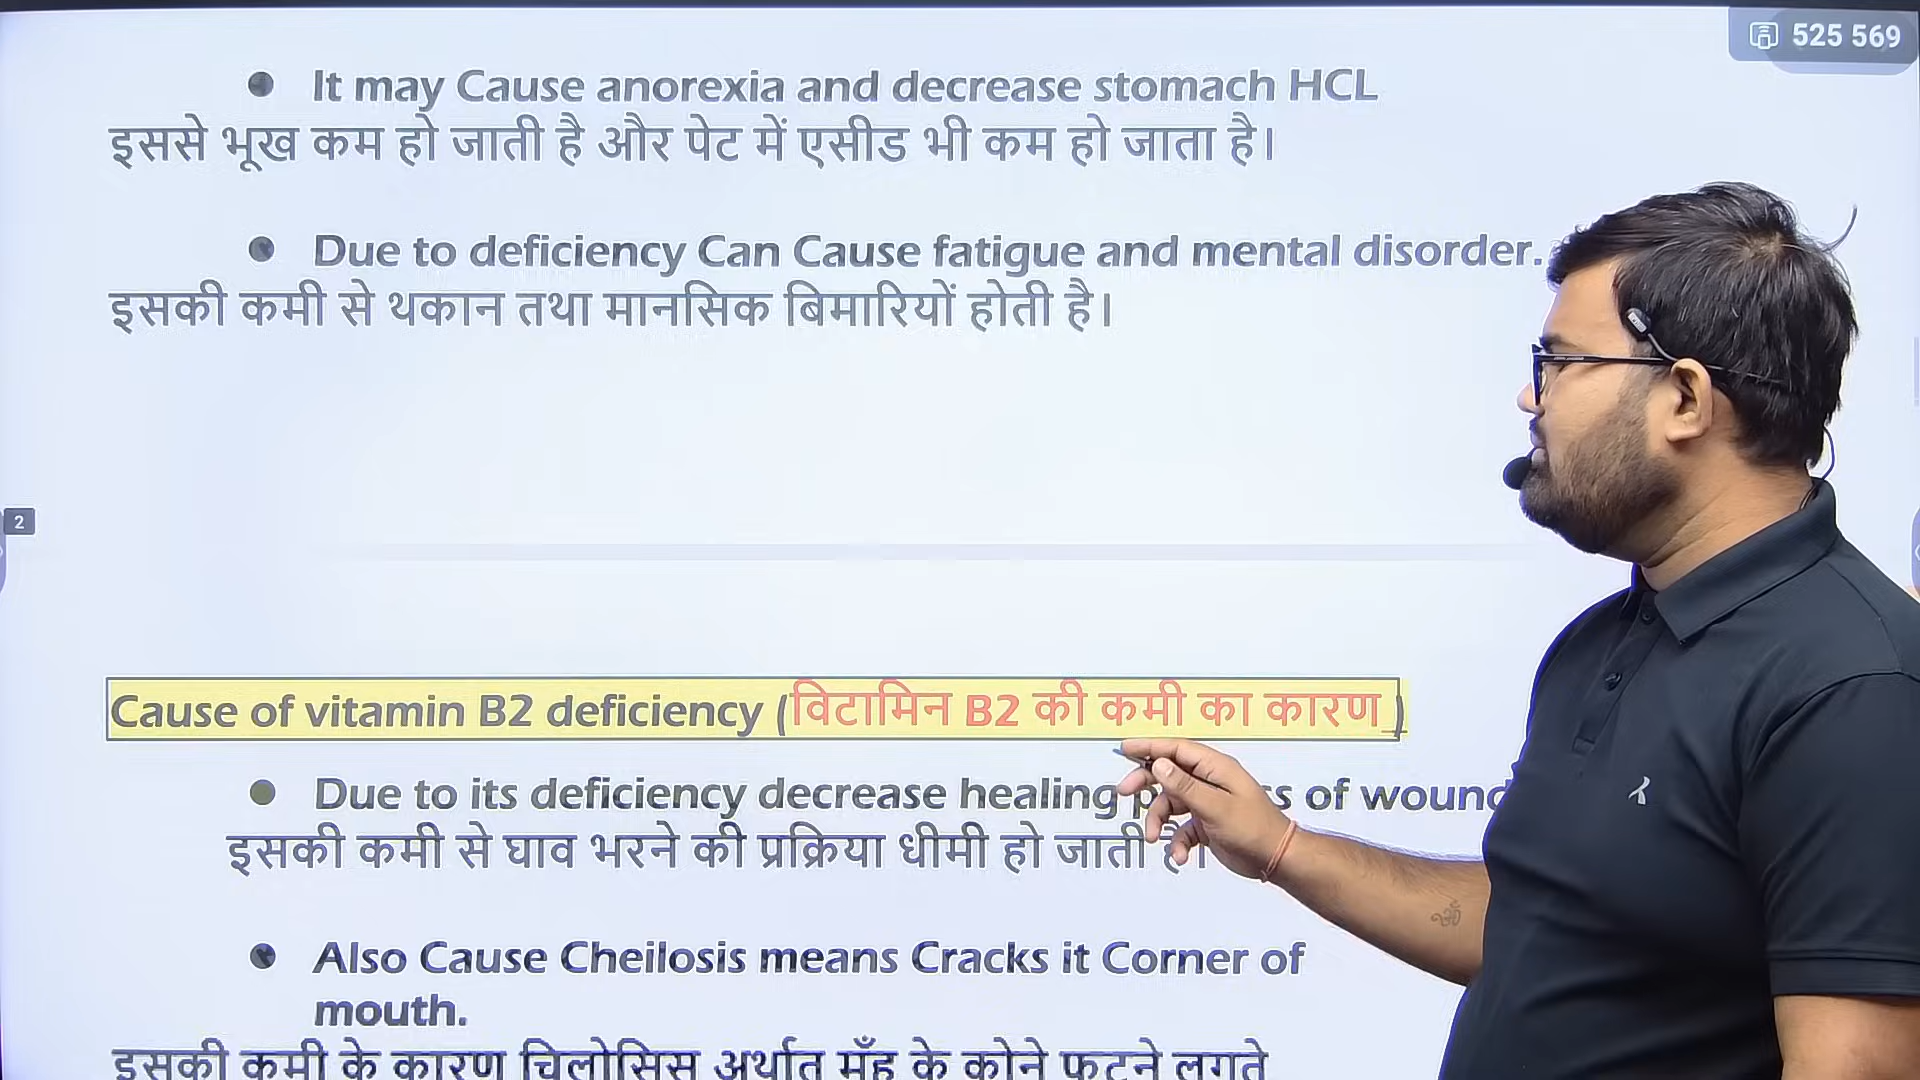 525 569
It may Cause anorexia and decrease stomach HCL
इससे भूख कम हो जाती है और पेट में एसीड भी कम हो जाता है।
Due to deficiency Can Cause fatigue and mental disorder.
इसकी कमी से थकान तथा मानसिक बिमारियों होती है।
2
Cause of vitamin B2 deficiency (विटामिन B2 की कमी का कारण )
Due to its deficiency decrease healing of wound
इसकी कमी से घाव भरने की प्रक्रिया धीमी हो जाती है।
Also Cause Cheilosis means Cracks it Corner of
mouth.
इसकी कमी के कारण चिलोसिस अर्थात मुँह के कोने फटने लगते